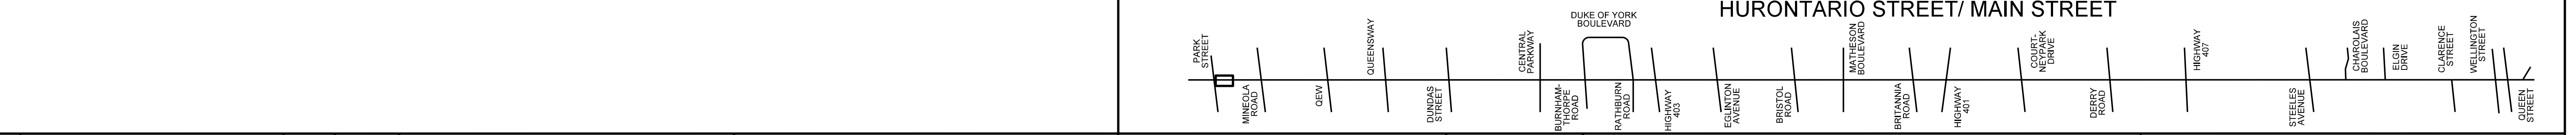 HURONTARIO STREET/ MAIN STREET
DUKE OF YORK
BOULEVARD
PARK
STREET
MINEOLA
ROAD
QEW
QUEENSWAY
DUNDAS
STREET
CENTRAL
PARKWAY
BURNHAM-
THORPE
ROAD
RATHBURN
ROAD
HIGHWAY
403
EGLINTON
AVENUE
BRISTOL
ROAD
MATHESON
BOULEVARD
BRITANNIA
ROAD
HIGHWAY
401
COURT-
NEYPARK
DRIVE
DERRY
ROAD
HIGHWAY
407
STEELES
AVENUE
CHAROLAIS
BOULEVARD
ELGIN
DRIVE
CLARENCE
STREET
WELLINGTON
STREET
QUEEN
STREET